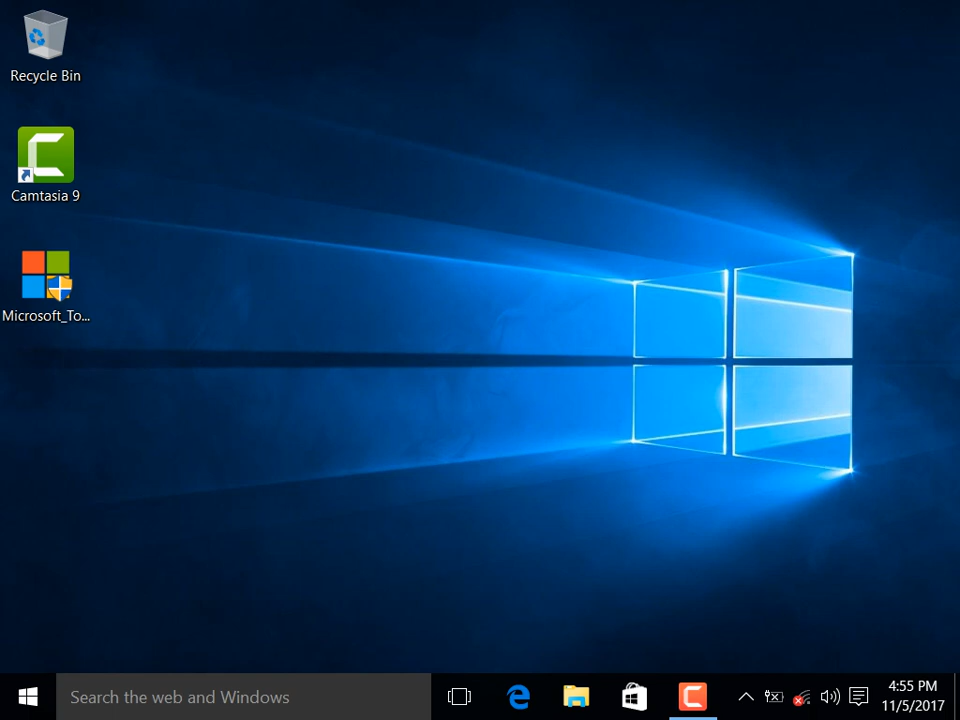 Recycle Bin
Camtasia 9
Microsoft_To...
Search the web and Windows
4:55 PM
11/5/2017